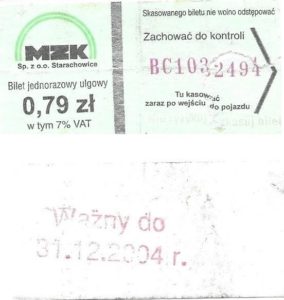 MZK
Sp. z o.o. Starachowice
Bilet jednorazowy ulgowy
0,79 zł
w tym 7% VAT
Skasowanego biletu nie wolno odstępować
Zachować do kontroli
BC1032494
Tu kasować
zaraz po wejściu do pojazdu
Ważny do
31.12.2004 r.